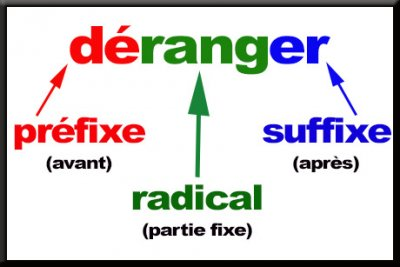 déranger
préfixe
(avant)
suffixe
(après)
radical
(partie fixe)